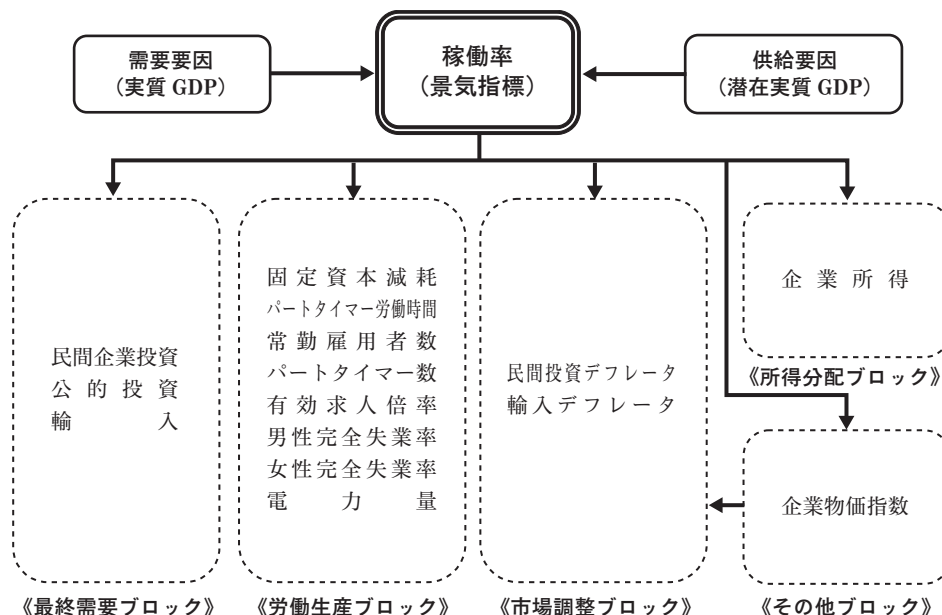 需要要因
(実質 GDP)
稼働率
(景気指標)
供給要因
(潜在実質 GDP)
民間企業投資
公的投資
輸入
《最終需要ブロック》
固定資本減耗
パートタイマー労働時間
常勤雇用者数
パートタイマー数
有効求人倍率
男性完全失業率
女性完全失業率
電力量
《労働生産ブロック》
民間投資デフレータ
輸入デフレータ
《市場調整ブロック》
企業所得
《所得分配ブロック》
企業物価指数
《その他ブロック》